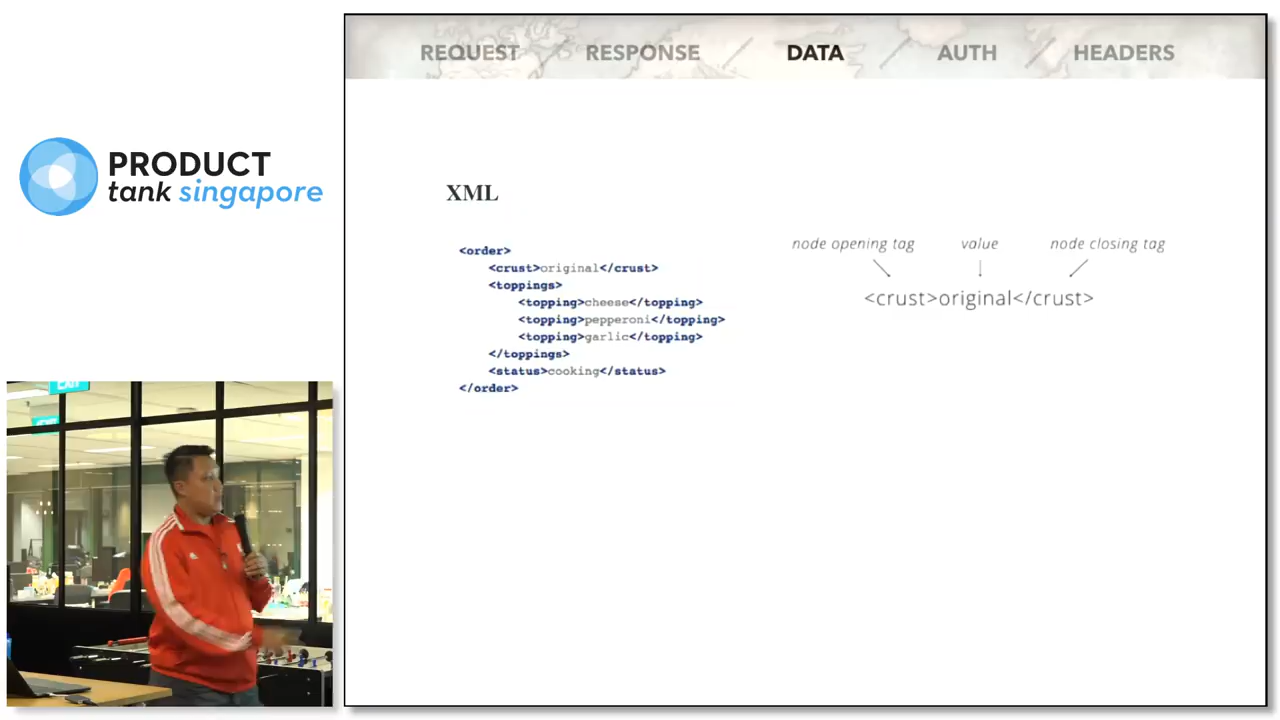 REQUEST / RESPONSE / DATA / AUTH / HEADERS
PRODUCT
tank singapore
XML
<order>
<crust>original</crust>
<toppings>
<topping>cheese</topping>
<topping>pepperoni</topping>
<topping>garlic</topping>
</toppings>
<status>cooking</status>
</order>
node opening tag value node closing tag
<crust>original</crust>
EXIT
EXIT